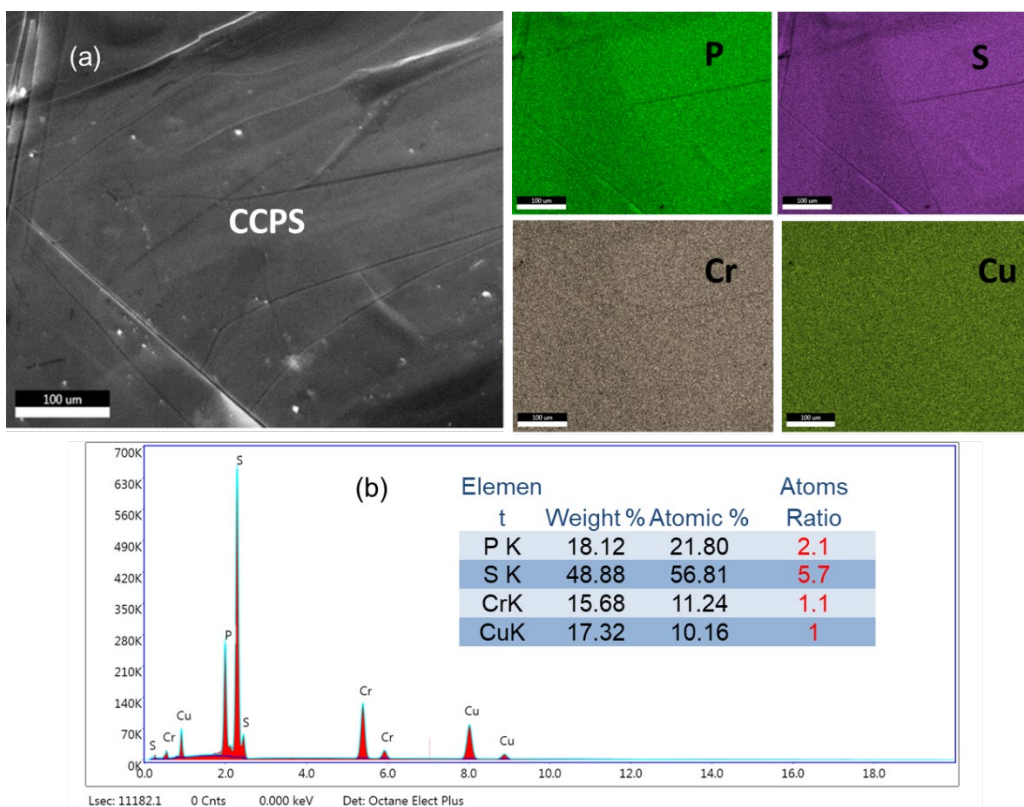 (a)
CCPS
100 um
P
100 um
S
100 um
Cr
100 um
Cu
100 um
(b)
700K
630K
560K
490K
420K
350K
280K
210K
140K
70K
0K
S
Cr
Cu
P
S
S
Cr
Cr
Cu
Cu
0.0 2.0 4.0 6.0 8.0 10.0 12.0 14.0 16.0 18.0
Elemen Atoms
t Weight % Atomic % Ratio
P K 18.12 21.80 2.1
S K 48.88 56.81 5.7
CrK 15.68 11.24 1.1
CuK 17.32 10.16 1
Lsec: 11182.1 0 Cnts 0.000 keV Det: Octane Elect Plus